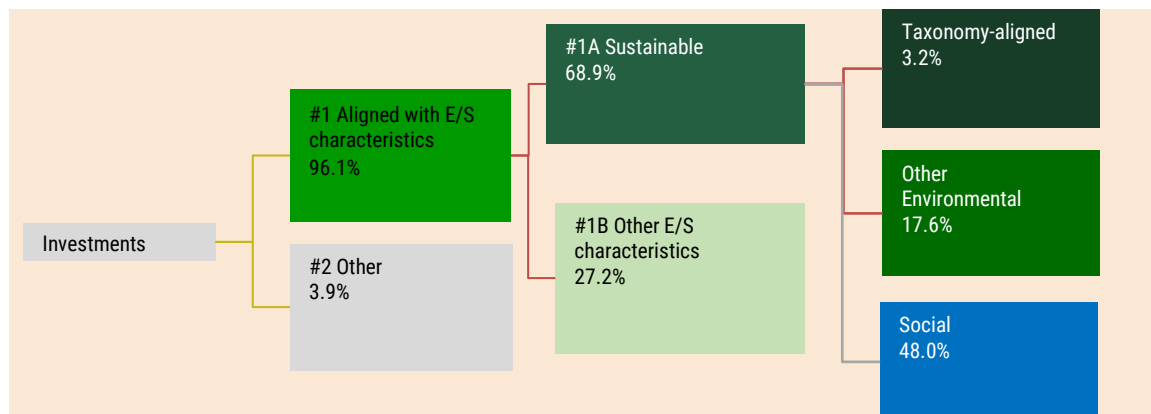 Investments
#1 Aligned with E/S
characteristics
96.1%
#2 Other
3.9%
#1A Sustainable
68.9%
#1B Other E/S
characteristics
27.2%
Taxonomy-aligned
3.2%
Other
Environmental
17.6%
Social
48.0%